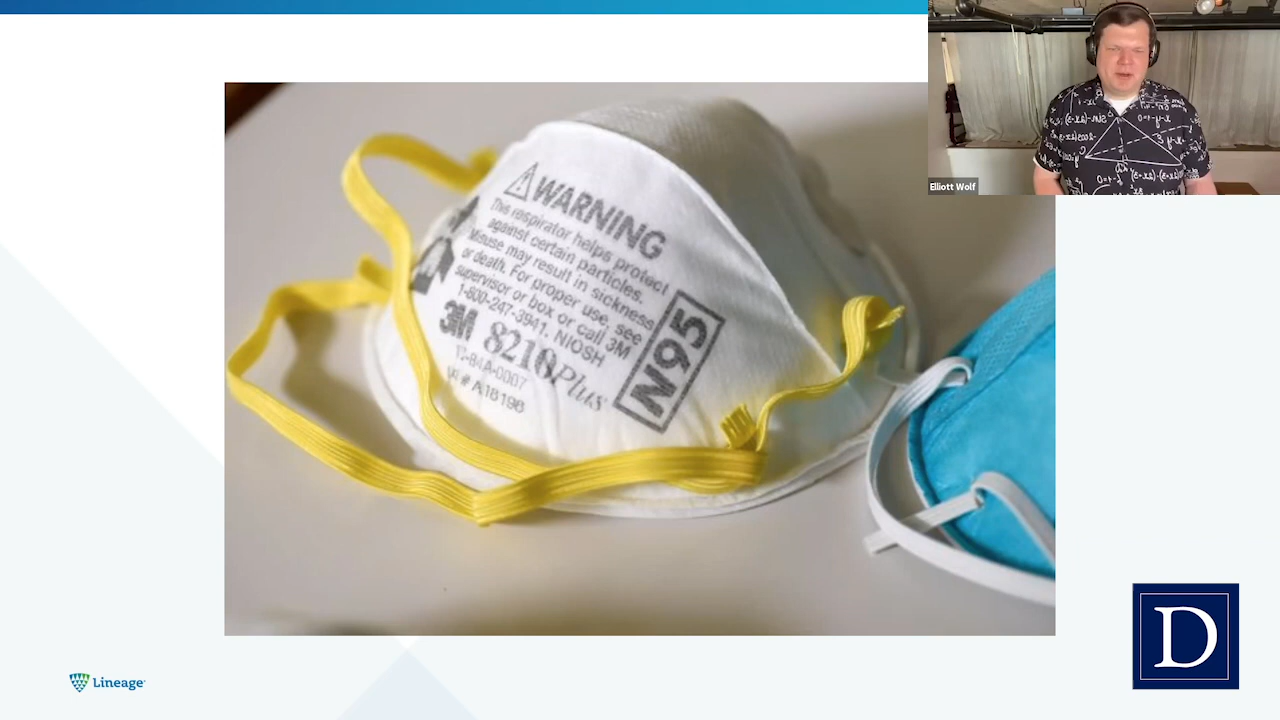 Elliott Wolf
WARNING
This respirator helps protect
against certain particles.
Misuse may result in sickness
or death. For proper use, see
supervisor or box or call 3M
1-800-247-3941. NIOSH
3M 8210Plus
N95
Lineage
D